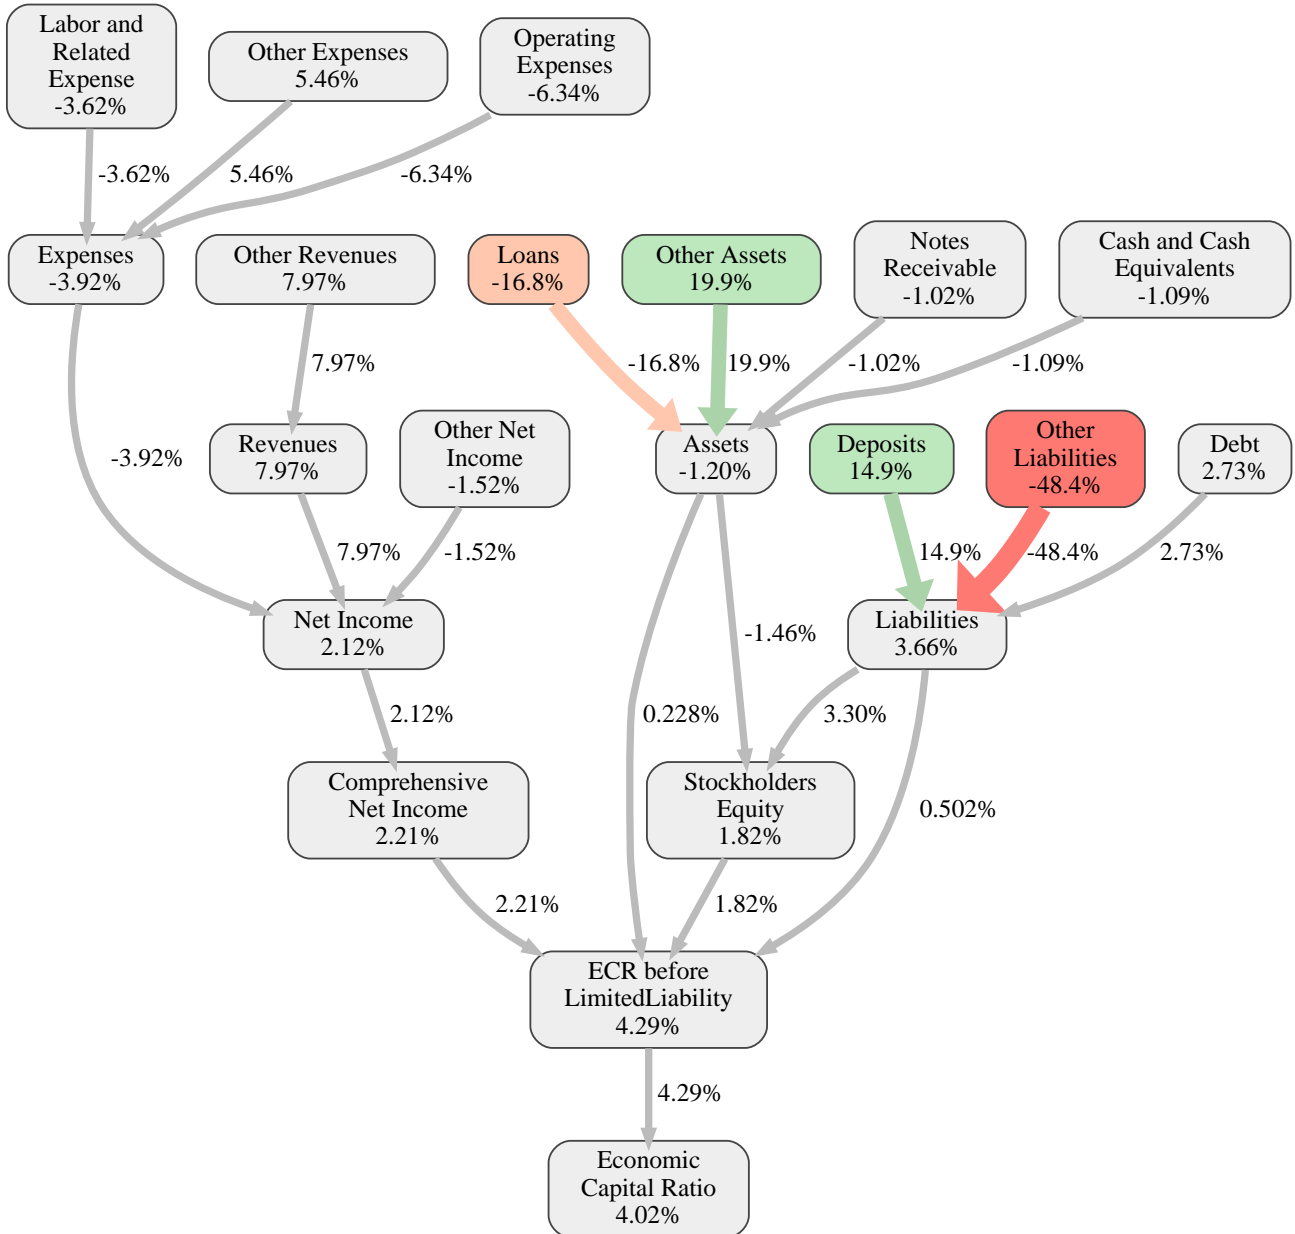 Labor and
Related
Expense
-3.62%
Other Expenses
5.46%
Operating
Expenses
-6.34%
-3.62%
5.46%
-6.34%
Expenses
-3.92%
Other Revenues
7.97%
Loans
-16.8%
Other Assets
19.9%
Notes
Receivable
-1.02%
Cash and Cash
Equivalents
-1.09%
7.97%
-16.8%
19.9%
-1.02%
-1.09%
-3.92%
Revenues
7.97%
Other Net
Income
-1.52%
Assets
-1.20%
Deposits
14.9%
Other
Liabilities
-48.4%
Debt
2.73%
7.97%
-1.52%
14.9%
-48.4%
2.73%
Net Income
2.12%
-1.46%
Liabilities
3.66%
2.12%
0.228%
3.30%
Comprehensive
Net Income
2.21%
Stockholders
Equity
1.82%
0.502%
2.21%
1.82%
ECR before
LimitedLiability
4.29%
4.29%
Economic
Capital Ratio
4.02%